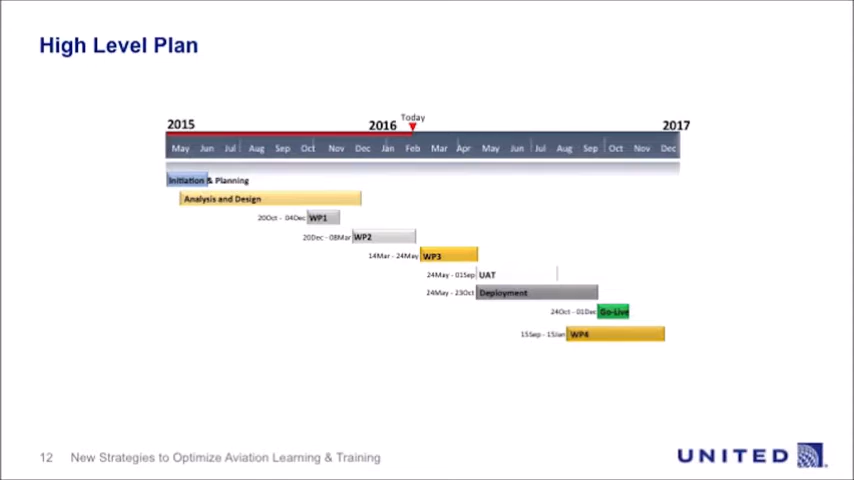 High Level Plan
2015 2016 Today 2017
May Jun Jul Aug Sep Oct Nov Dec Jan Feb Mar Apr May Jun Jul Aug Sep Oct Nov Dec
Initiation & Planning
Analysis and Design
20Oct - 04Dec WP1
20Dec - 08Mar WP2
14Mar - 24May WP3
24May - 01Sep UAT
24May - 23Oct Deployment
24Oct - 01Dec Go-Live
15Sep - 15Jan WP4
12 New Strategies to Optimize Aviation Learning & Training
UNITED